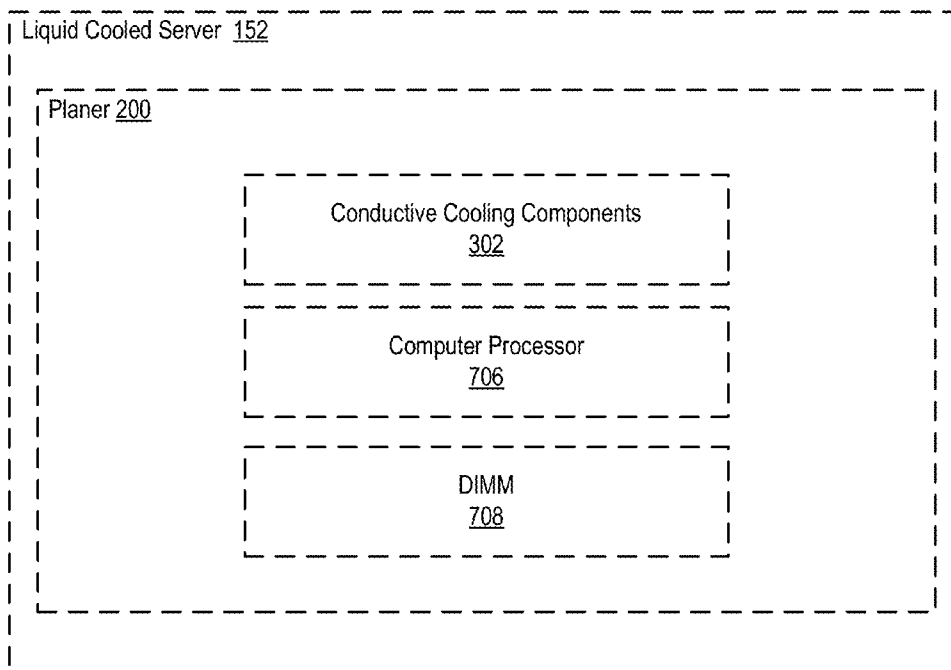 Liquid Cooled Server 152
Planer 200
Conductive Cooling Components
302
Computer Processor
706
DIMM
708